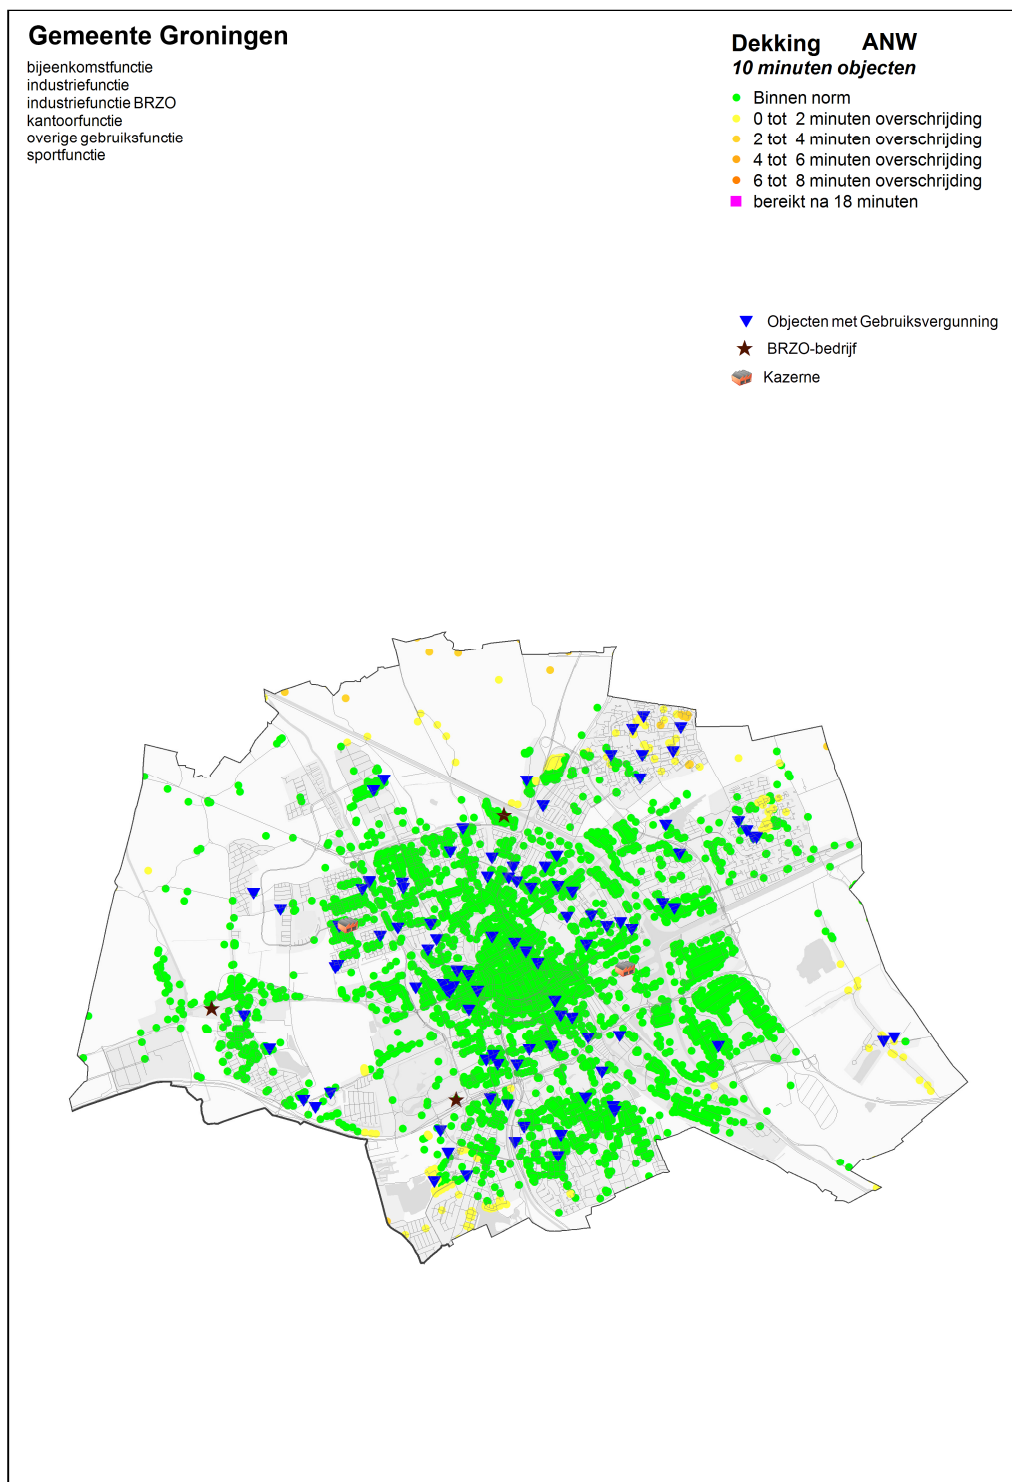 Gemeente Groningen
bijeenkomstfunctie
industriefunctie
industriefunctie BRZO
kantoorfunctie
overige gebruiksfunctie
sportfunctie
Dekking ANW
10 minuten objecten
Binnen norm
0 tot 2 minuten overschrijding
2 tot 4 minuten overschrijding
4 tot 6 minuten overschrijding
6 tot 8 minuten overschrijding
bereikt na 18 minuten
Objecten met Gebruiksvergunning
BRZO-bedrijf
Kazerne